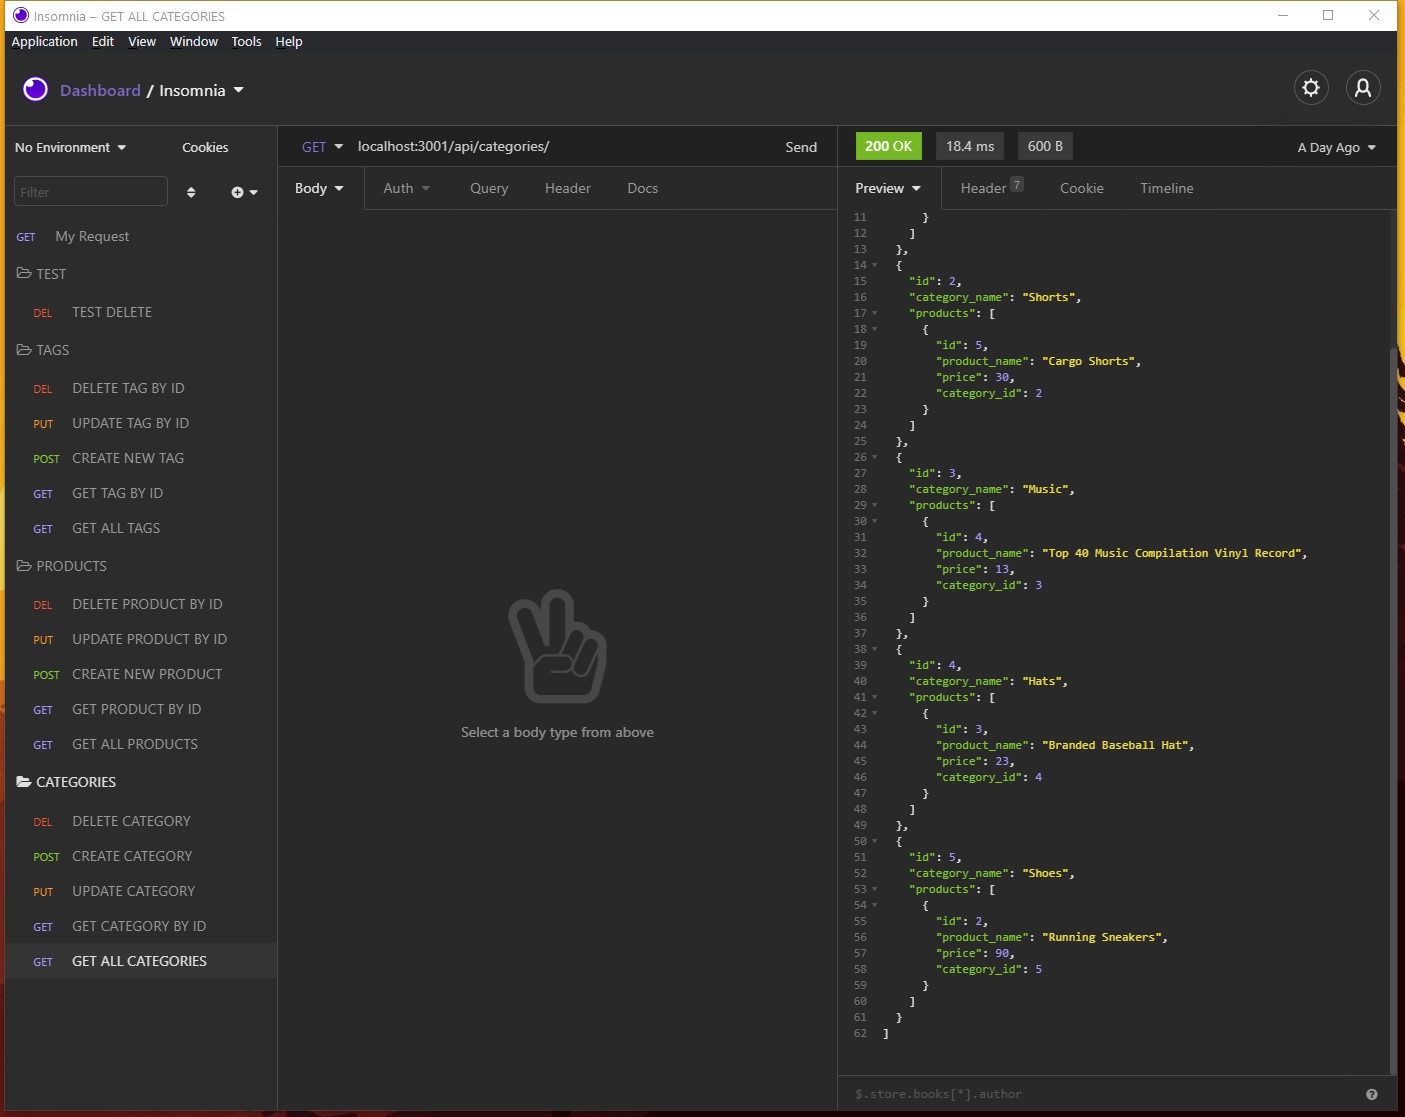 Insomnia – GET ALL CATEGORIES
Application Edit View Window Tools Help
Dashboard / Insomnia
No Environment Cookies
Filter
GET My Request
TEST
DEL TEST DELETE
TAGS
DEL DELETE TAG BY ID
PUT UPDATE TAG BY ID
POST CREATE NEW TAG
GET GET TAG BY ID
GET GET ALL TAGS
PRODUCTS
DEL DELETE PRODUCT BY ID
PUT UPDATE PRODUCT BY ID
POST CREATE NEW PRODUCT
GET GET PRODUCT BY ID
GET GET ALL PRODUCTS
CATEGORIES
DEL DELETE CATEGORY
POST CREATE CATEGORY
PUT UPDATE CATEGORY
GET GET CATEGORY BY ID
GET GET ALL CATEGORIES
GET localhost:3001/api/categories/ Send
Body Auth Query Header Docs
Select a body type from above
200 OK 18.4 ms 600 B A Day Ago
Preview Header 7 Cookie Timeline
11 }
12 ]
13 },
14 {
15 "id": 2,
16 "category_name": "Shorts",
17 "products": [
18 {
19 "id": 5,
20 "product_name": "Cargo Shorts",
21 "price": 30,
22 "category_id": 2
23 }
24 ]
25 },
26 {
27 "id": 3,
28 "category_name": "Music",
29 "products": [
30 {
31 "id": 4,
32 "product_name": "Top 40 Music Compilation Vinyl Record",
33 "price": 13,
34 "category_id": 3
35 }
36 ]
37 },
38 {
39 "id": 4,
40 "category_name": "Hats",
41 "products": [
42 {
43 "id": 3,
44 "product_name": "Branded Baseball Hat",
45 "price": 23,
46 "category_id": 4
47 }
48 ]
49 },
50 {
51 "id": 5,
52 "category_name": "Shoes",
53 "products": [
54 {
55 "id": 2,
56 "product_name": "Running Sneakers",
57 "price": 90,
58 "category_id": 5
59 }
60 ]
61 }
62 ]
$.store.books[*].author